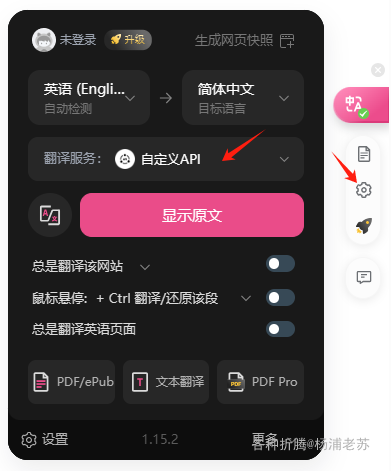 未登录
升级
生成网页快照
英语 (Engli...
自动检测
简体中文
目标语言
翻译服务：
自定义API
显示原文
总是翻译该网站
鼠标悬停：+ Ctrl 翻译/还原该段
总是翻译英语页面
PDF/ePub
文本翻译
PDF Pro
设置
1.15.2
更多
各种折腾@杨浦老苏